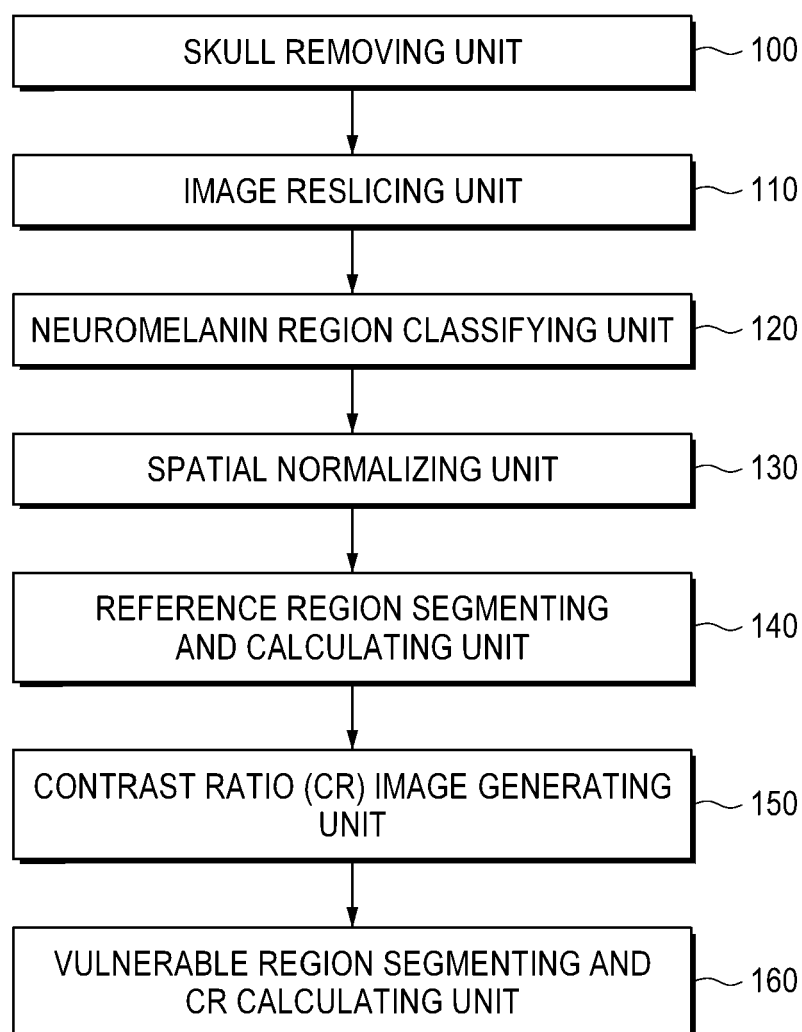 SKULL REMOVING UNIT 100
IMAGE RESLICING UNIT 110
NEUROMELANIN REGION CLASSIFYING UNIT 120
SPATIAL NORMALIZING UNIT 130
REFERENCE REGION SEGMENTING
AND CALCULATING UNIT 140
CONTRAST RATIO (CR) IMAGE GENERATING
UNIT 150
VULNERABLE REGION SEGMENTING AND
CR CALCULATING UNIT 160